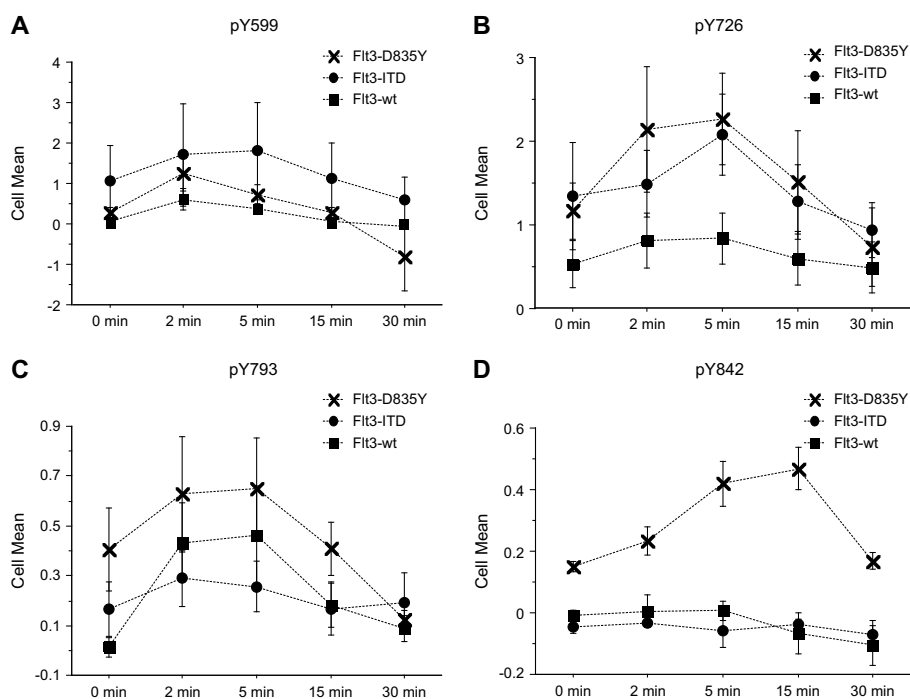 A
pY599
Flt3-D835Y
Flt3-ITD
Flt3-wt
Cell Mean
4
3
2
1
0
-1
-2
0 min 2 min 5 min 15 min 30 min
B
pY726
Flt3-D835Y
Flt3-ITD
Flt3-wt
Cell Mean
3
2
1
0
0 min 2 min 5 min 15 min 30 min
C
pY793
Flt3-D835Y
Flt3-ITD
Flt3-wt
Cell Mean
0.9
0.7
0.5
0.3
0.1
-0.1
0 min 2 min 5 min 15 min 30 min
D
pY842
Flt3-D835Y
Flt3-ITD
Flt3-wt
Cell Mean
0.6
0.4
0.2
0
-0.2
0 min 2 min 5 min 15 min 30 min